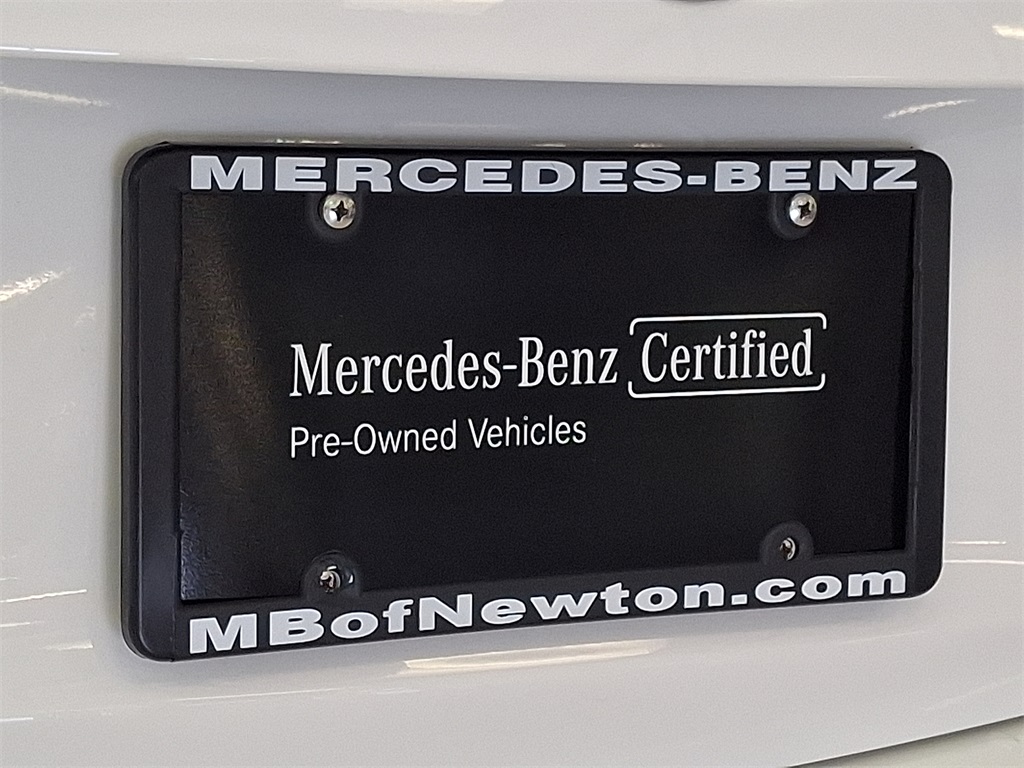 MERCEDES-BENZ
Mercedes-Benz Certified
Pre-Owned Vehicles
MBofNewton.com